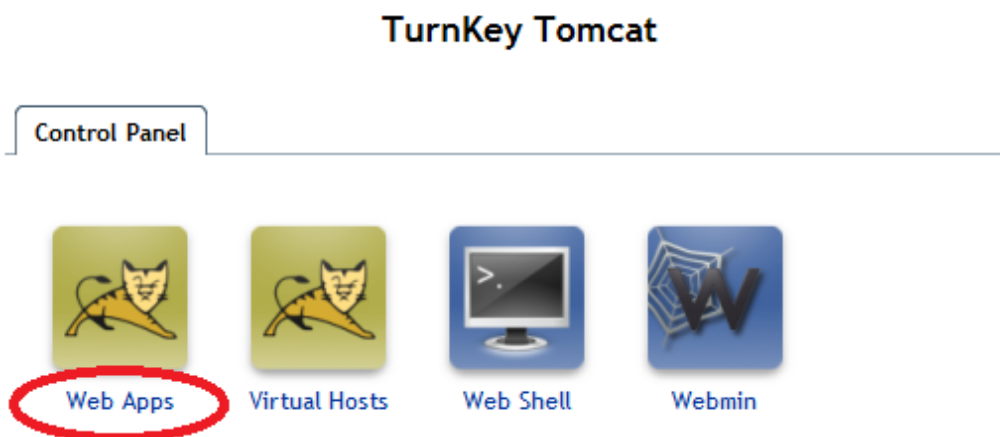 TurnKey Tomcat
Control Panel
>.
W
Web Apps Virtual Hosts Web Shell Webmin